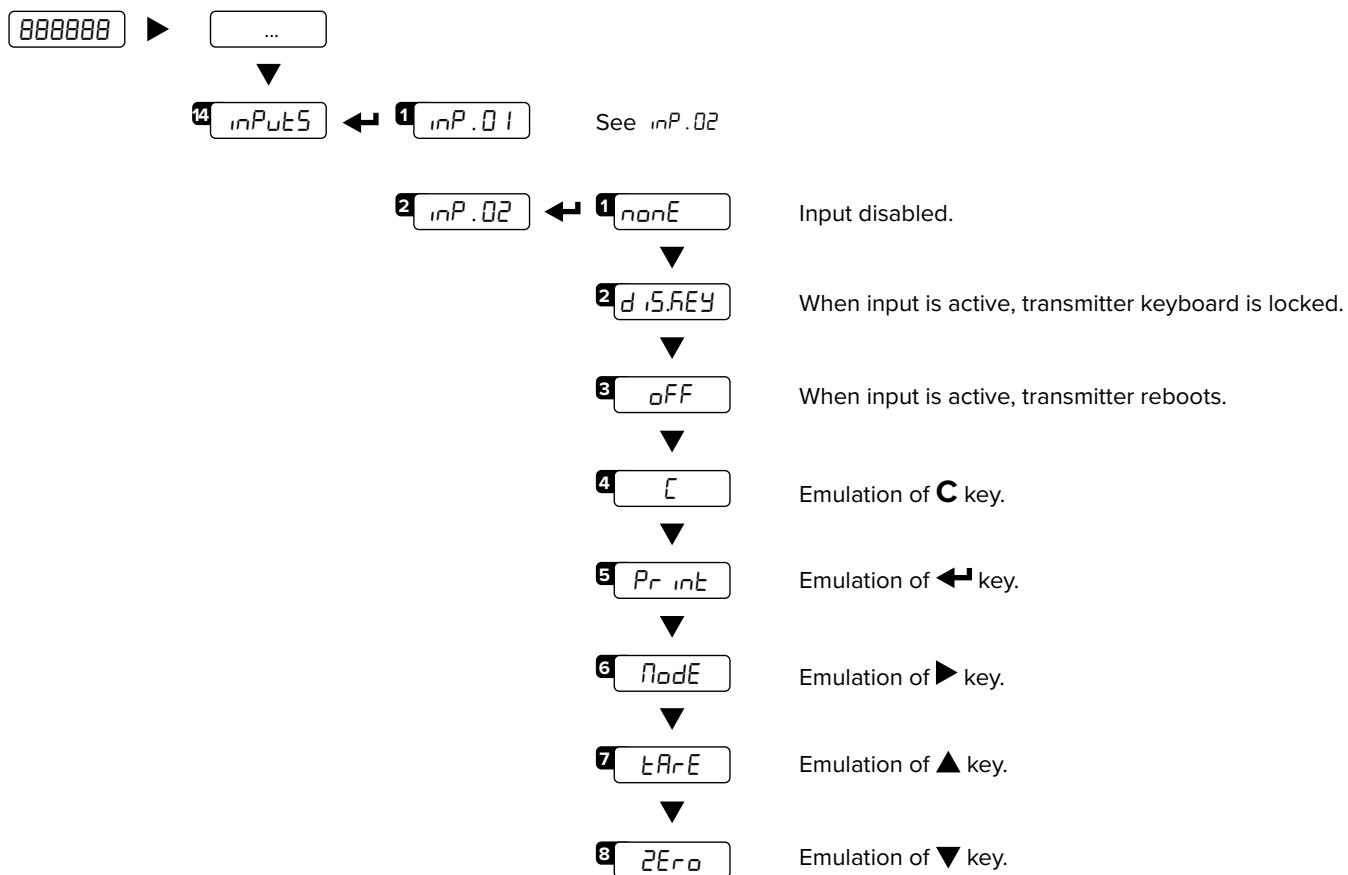 888888 ...
14 inPutS 1 inP.01 See inP.02
2 inP.02 1 nonE Input disabled.
2 diS.KEY When input is active, transmitter keyboard is locked.
3 oFF When input is active, transmitter reboots.
4 C Emulation of C key.
5 Print Emulation of key.
6 ModE Emulation of key.
7 tArE Emulation of key.
8 ZEro Emulation of key.